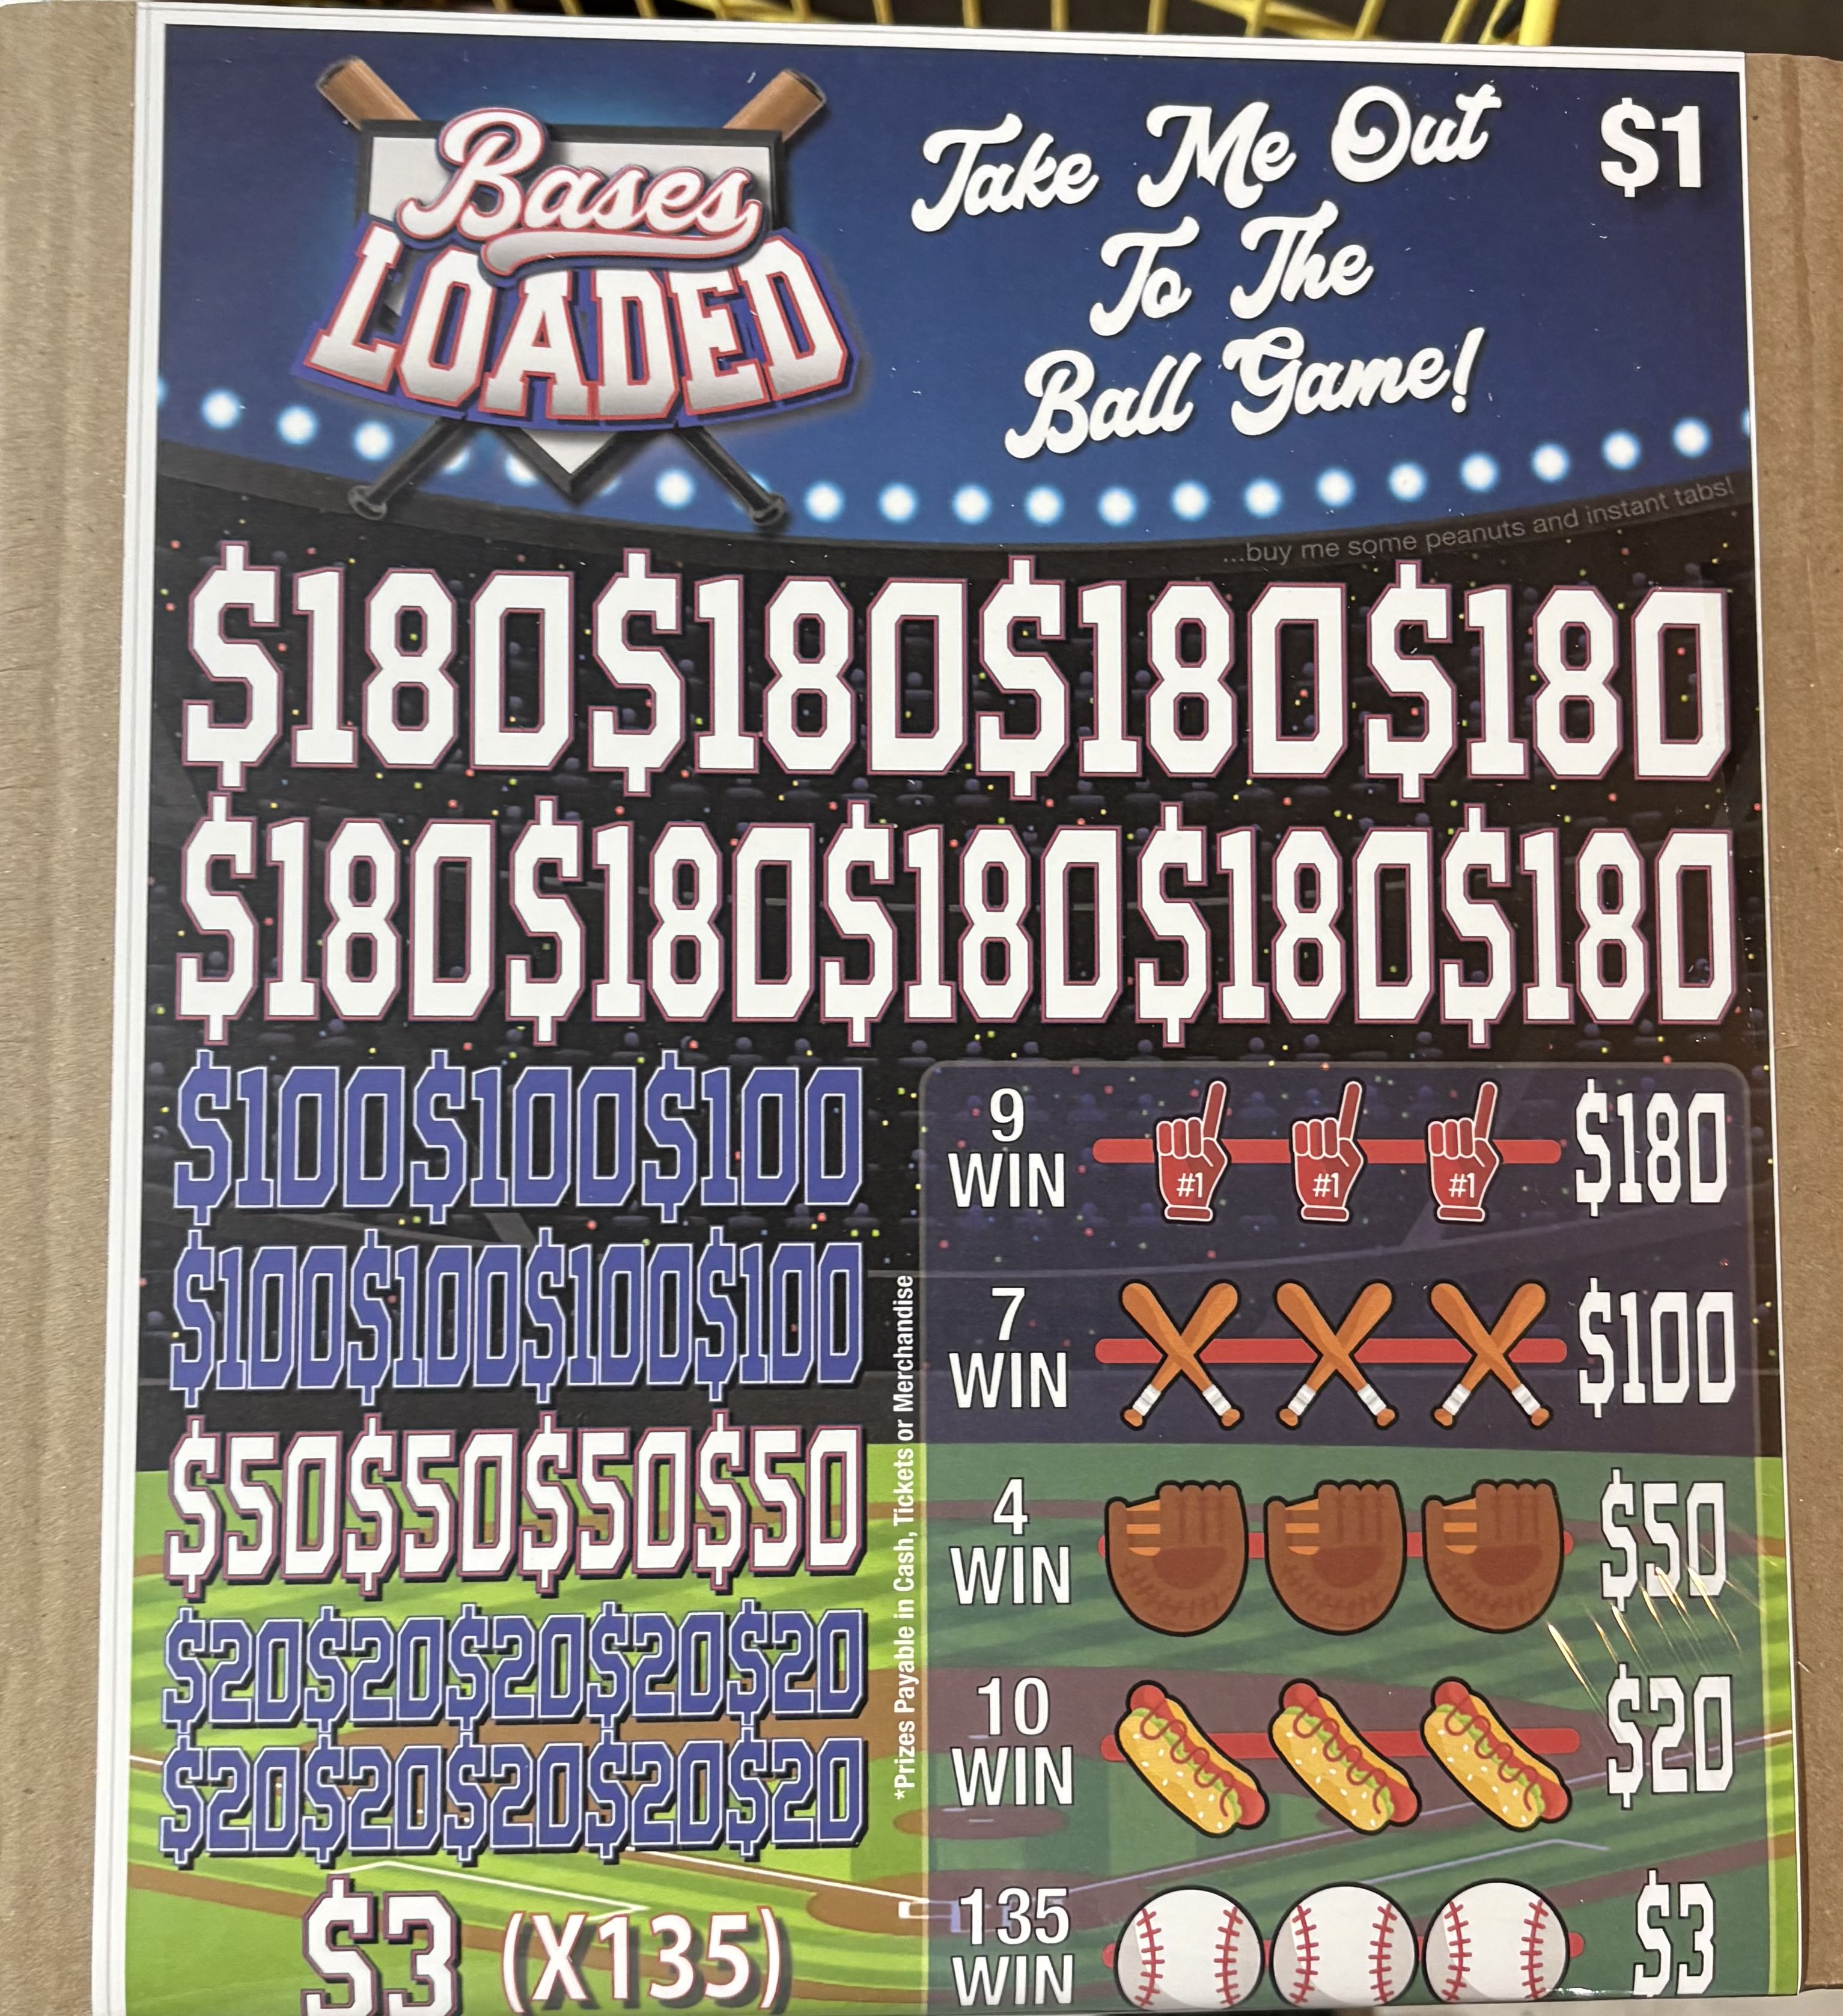 Bases
LOADED
Take Me Out
To The
Ball Game!
$1
...buy me some peanuts and instant tabs!
$180 $180 $180 $180
$180 $180 $180 $180 $180
$100 $100 $100
$100 $100 $100 $100
$50 $50 $50 $50
$20 $20 $20 $20 $20
$20 $20 $20 $20 $20
$3 (X135)
*Prizes Payable in Cash, Tickets or Merchandise
9
WIN
#1 #1 #1
$180
7
WIN
$100
4
WIN
$50
10
WIN
$20
135
WIN
$3